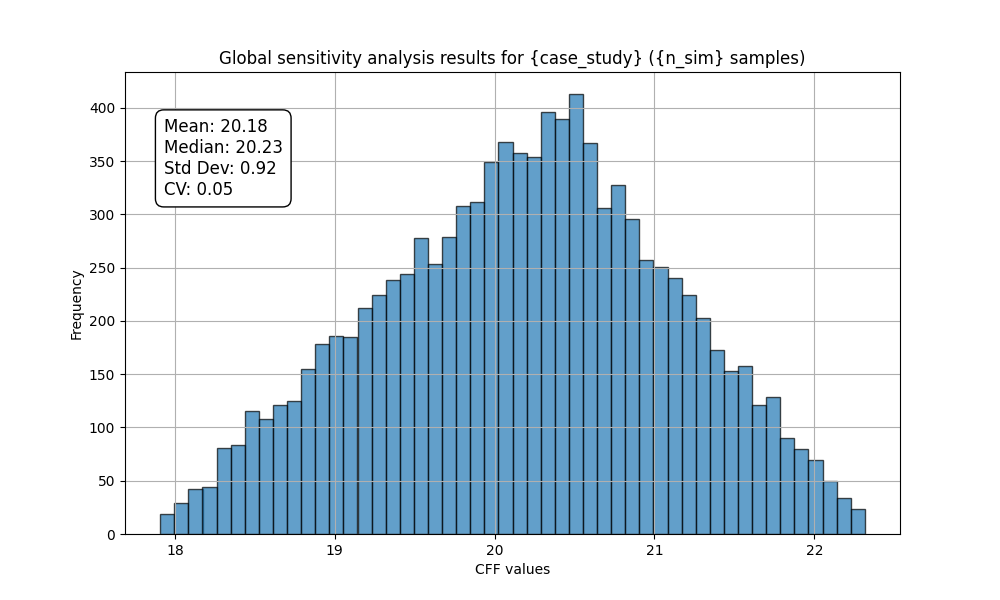 Global sensitivity analysis results for {case_study} ({n_sim} samples)
400
350
300
250
200
150
100
50
0
Frequency
Mean: 20.18
Median: 20.23
Std Dev: 0.92
CV: 0.05
18
19
20
21
22
CFF values